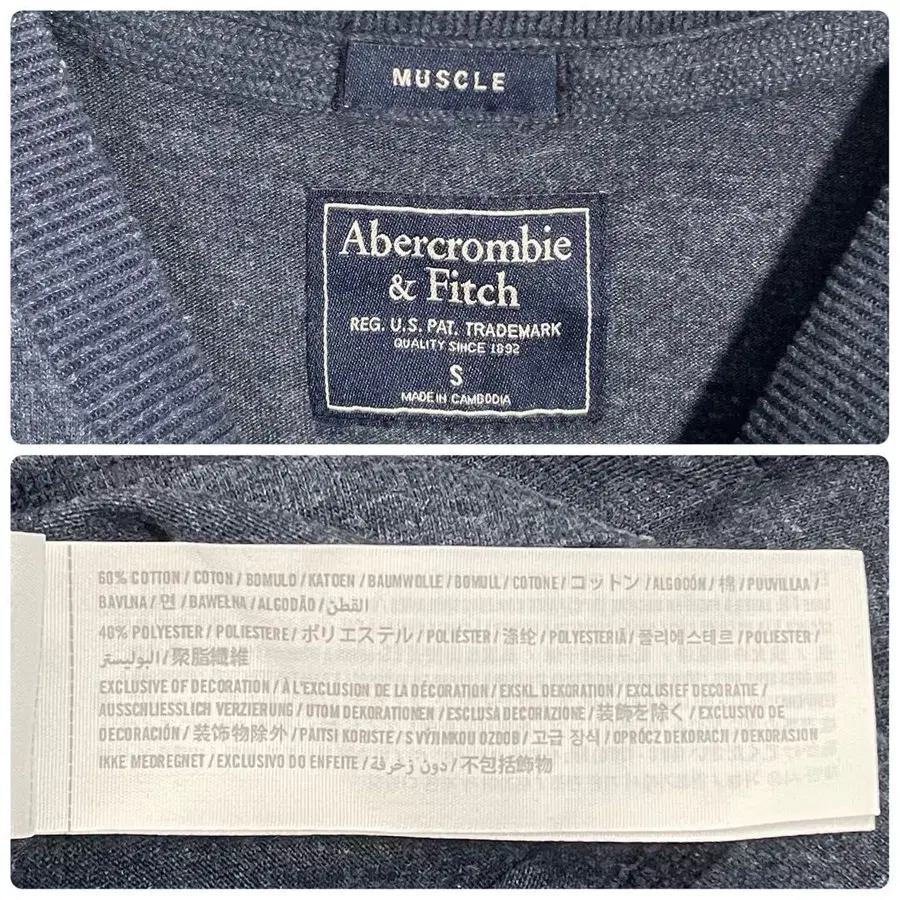 MUSCLE
Abercrombie
& Fitch
REG. U.S. PAT. TRADEMARK
QUALITY SINCE 1892
S
MADE IN CAMBODIA
60% COTTON / COTON / BOMULD / KATOEN / BAUMWOLLE / BOMULL / COTONE / コットン / ALGODÓN / 棉 / PUUVILLAA /
BAVLNA / 면 / BAWEŁNA / ALGODÃO / القطن
40% POLYESTER / POLIESTERE / ポリエステル / POLIÉSTER / 涤纶 / POLYESTERIÄ / 폴리에스테르 / POLIESTER /
البوليستر / 聚脂纖維
EXCLUSIVE OF DECORATION / À L'EXCLUSION DE LA DÉCORATION / EKSKL DEKORATION / EXCLUSIEF DECORATIE /
AUSSCHLIESSLICH VERZIERUNG / UTOM DEKORATIONEN / ESCLUSA DECORAZIONE / 装飾を除く / EXCLUSIVO DE
DECORACIÓN / 装饰物除外 / PAITSI KORISTE / S VÝJIMKOU OZDOB / 고급 장식 / OPRÓCZ DEKORACJI / DEKORASJON
IKKE MEDREGNET / EXCLUSIVO DO ENFEITE / دون زخرفة / 不包括飾物